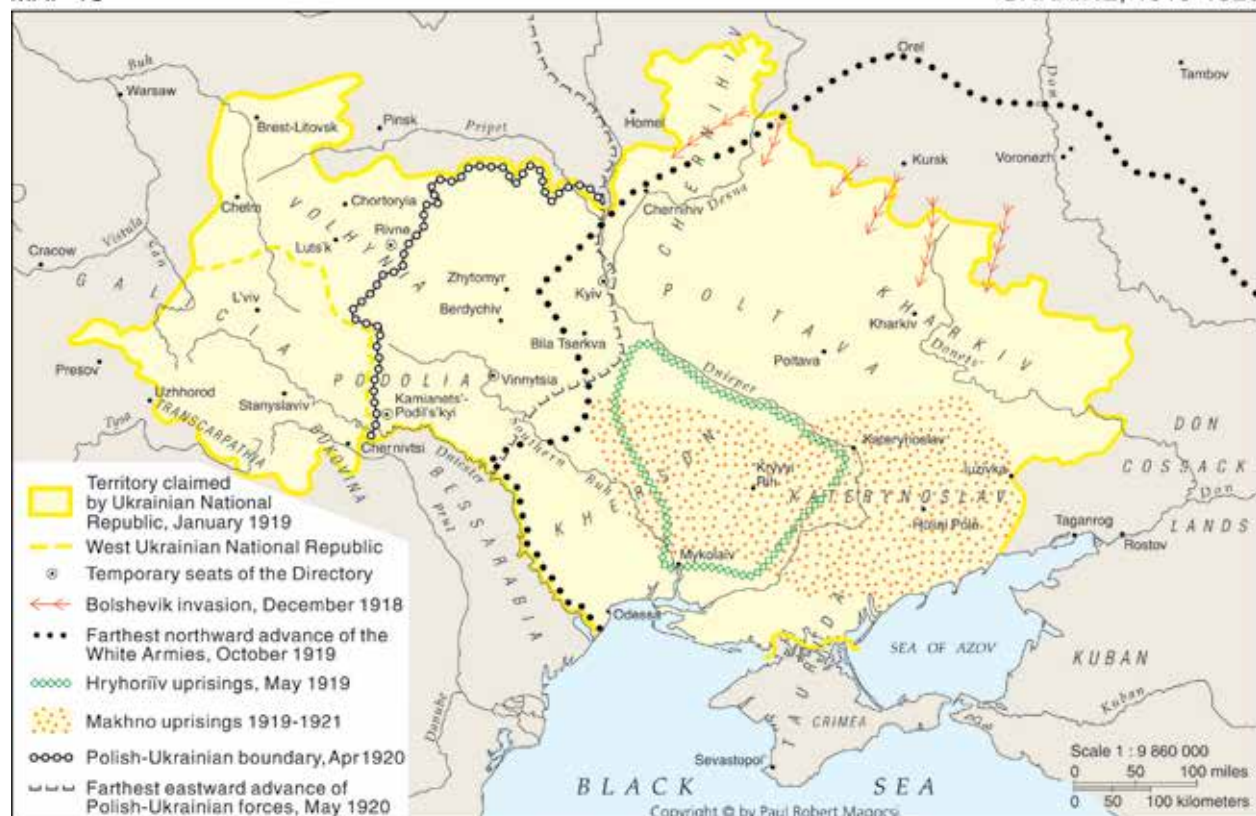 Orel
Tambov
Don
Buh
Warsaw
Brest-Litovsk
Pinsk
Pripet
Homel
CHERNIHIV
Kursk
Voronezh
Chelm
Chortoryia
VOLHYNIA
Rivne
Luts'k
Chernihiv
Desna
Vistula
San
Cracow
GALICIA
L'viv
Zhytomyr
Berdychiv
Kyiv
POLTAVA
KHARKIV
Kharkiv
Donets'
Bila Tserkva
Poltava
Presov
Uzhhorod
Stanyslaviv
PODOLIA
Vinnytsia
Kamianets'-
Podil's'kyi
Dnieper
TRANSCARPATHIA
Tysa
BUKOVINA
Chernivtsi
Dniester
Southern
Buh
Prut
BESSARABIA
KHERSON
Kryvyi
Rih
Katerynoslav
KATERYNOSLAV
Iuzivka
Huliai Pole
DON
COSSACK
LANDS
Don
Taganrog
Rostov
Mykolaïv
Odessa
TAURIDA
SEA OF AZOV
KUBAN
Kuban
CRIMEA
Sevastopol'
Danube
BLACK SEA
Territory claimed
by Ukrainian National
Republic, January 1919
West Ukrainian National Republic
Temporary seats of the Directory
Bolshevik invasion, December 1918
Farthest northward advance of the
White Armies, October 1919
Hryhoriïv uprisings, May 1919
Makhno uprisings 1919-1921
Polish-Ukrainian boundary, Apr 1920
Farthest eastward advance of
Polish-Ukrainian forces, May 1920
Scale 1 : 9 860 000
0 50 100 miles
0 50 100 kilometers
Copyright © by Paul Robert Magocsi